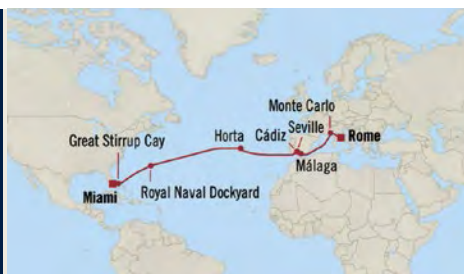 Monte Carlo
Seville
Horta
Cádiz
Rome
Great Stirrup Cay
Málaga
Miami
Royal Naval Dockyard